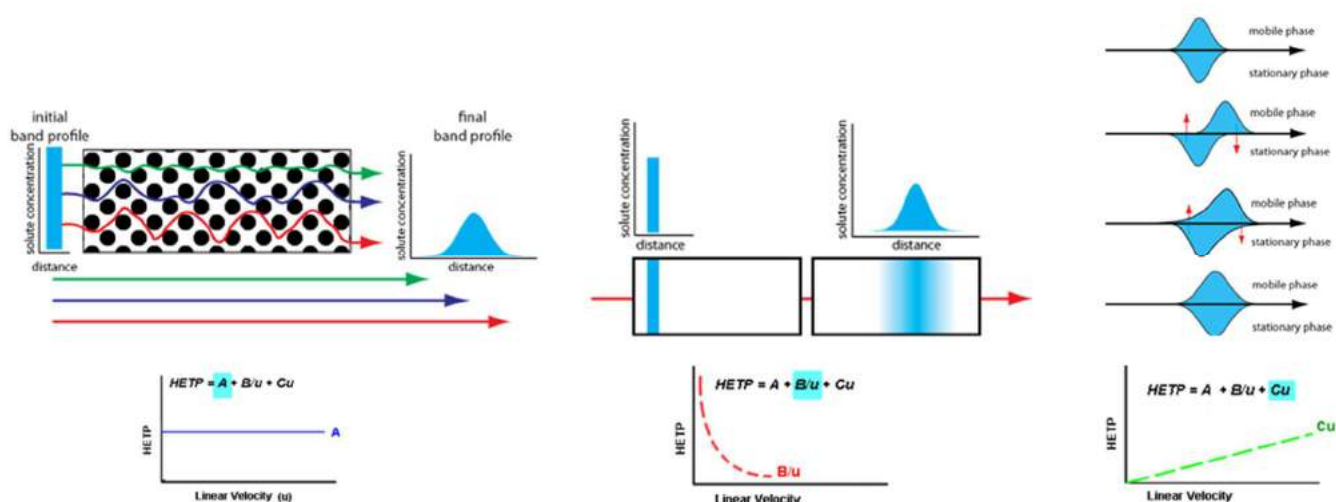 initial
band profile
solute concentration
distance
final
band profile
solute concentration
distance
HETP = A + B/u + Cu
HETP
A
Linear Velocity (u)
solute concentration
distance
solute concentration
distance
HETP = A + B/u + Cu
HETP
B/u
Linear Velocity
mobile phase
stationary phase
mobile phase
stationary phase
mobile phase
stationary phase
mobile phase
stationary phase
HETP = A + B/u + Cu
HETP
Cu
Linear Velocity